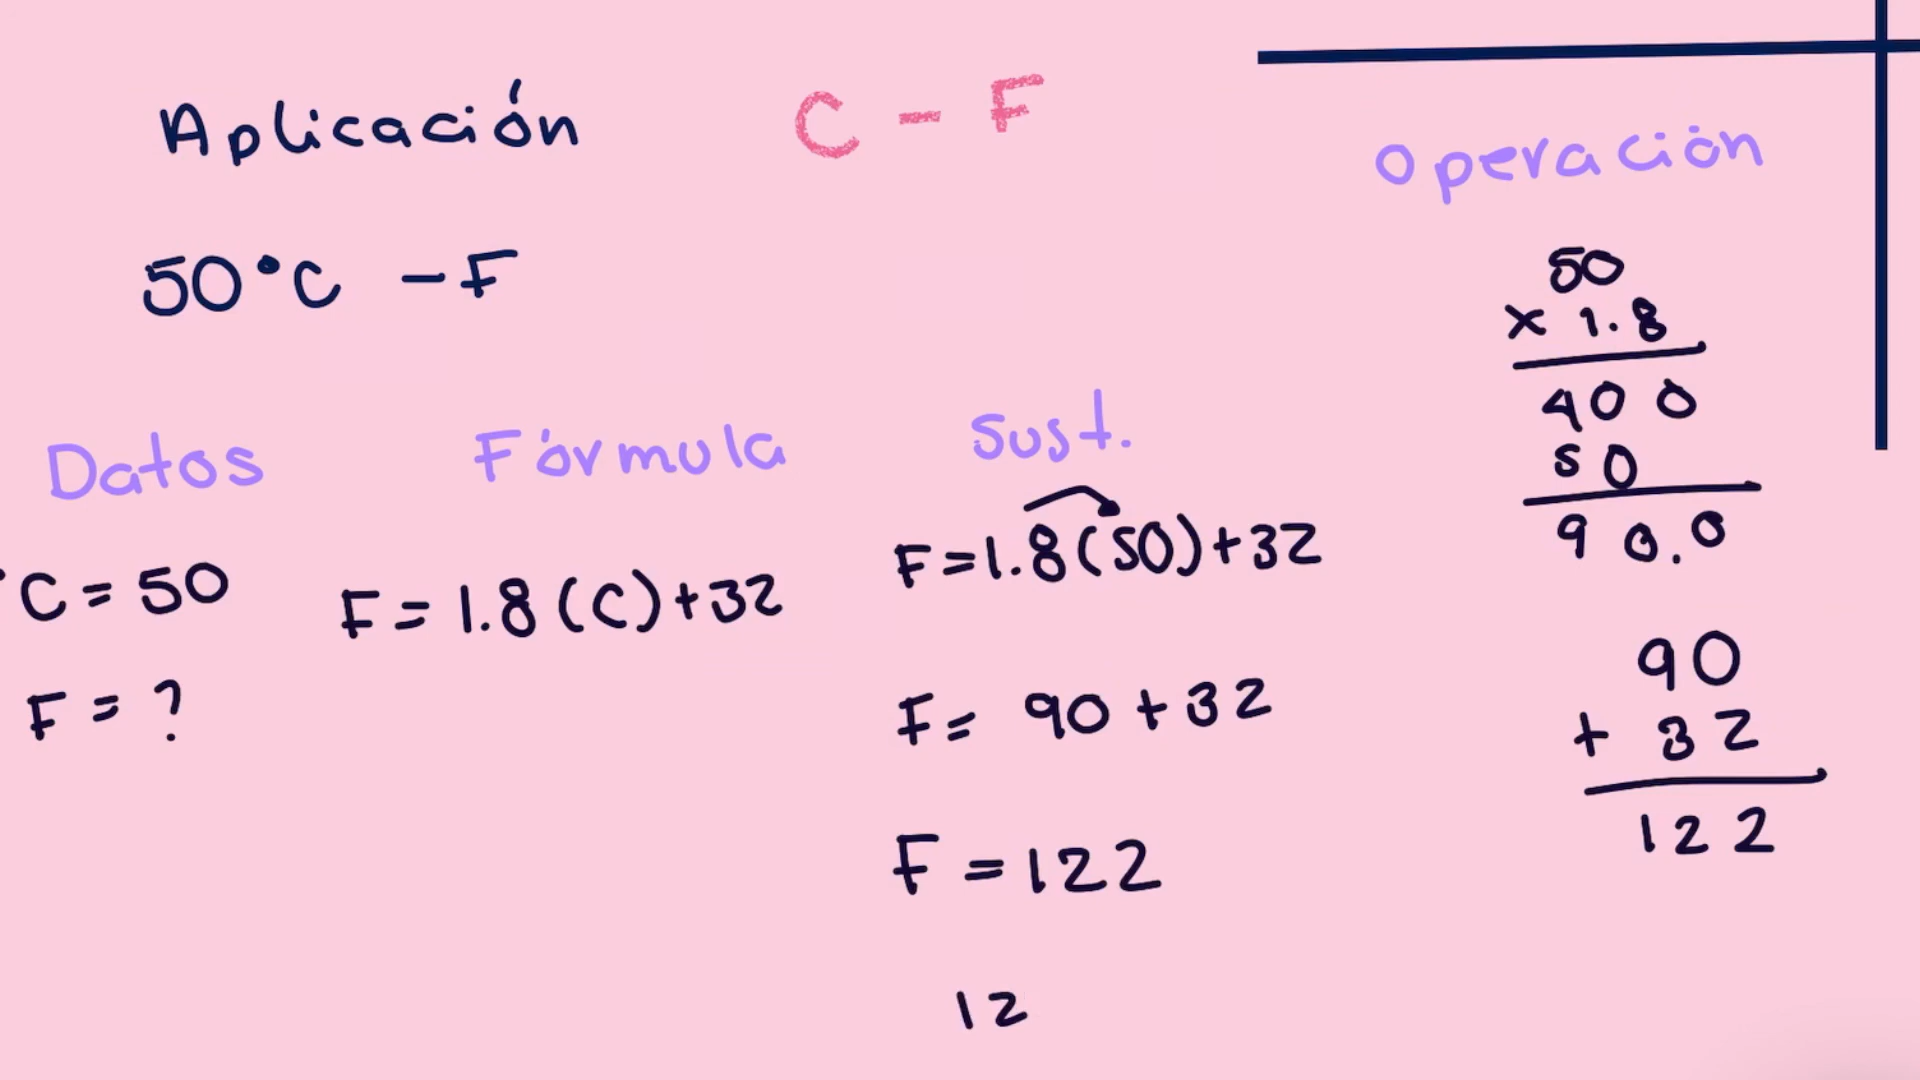 Aplicación
C - F
50°C - F
Datos
°C = 50
F = ?
Fórmula
F = 1.8 (C) + 32
Sust.
F = 1.8 (50) + 32
F = 90 + 32
F = 122
12
Operación
50
x 1.8
400
50
90.0
90
+ 32
122